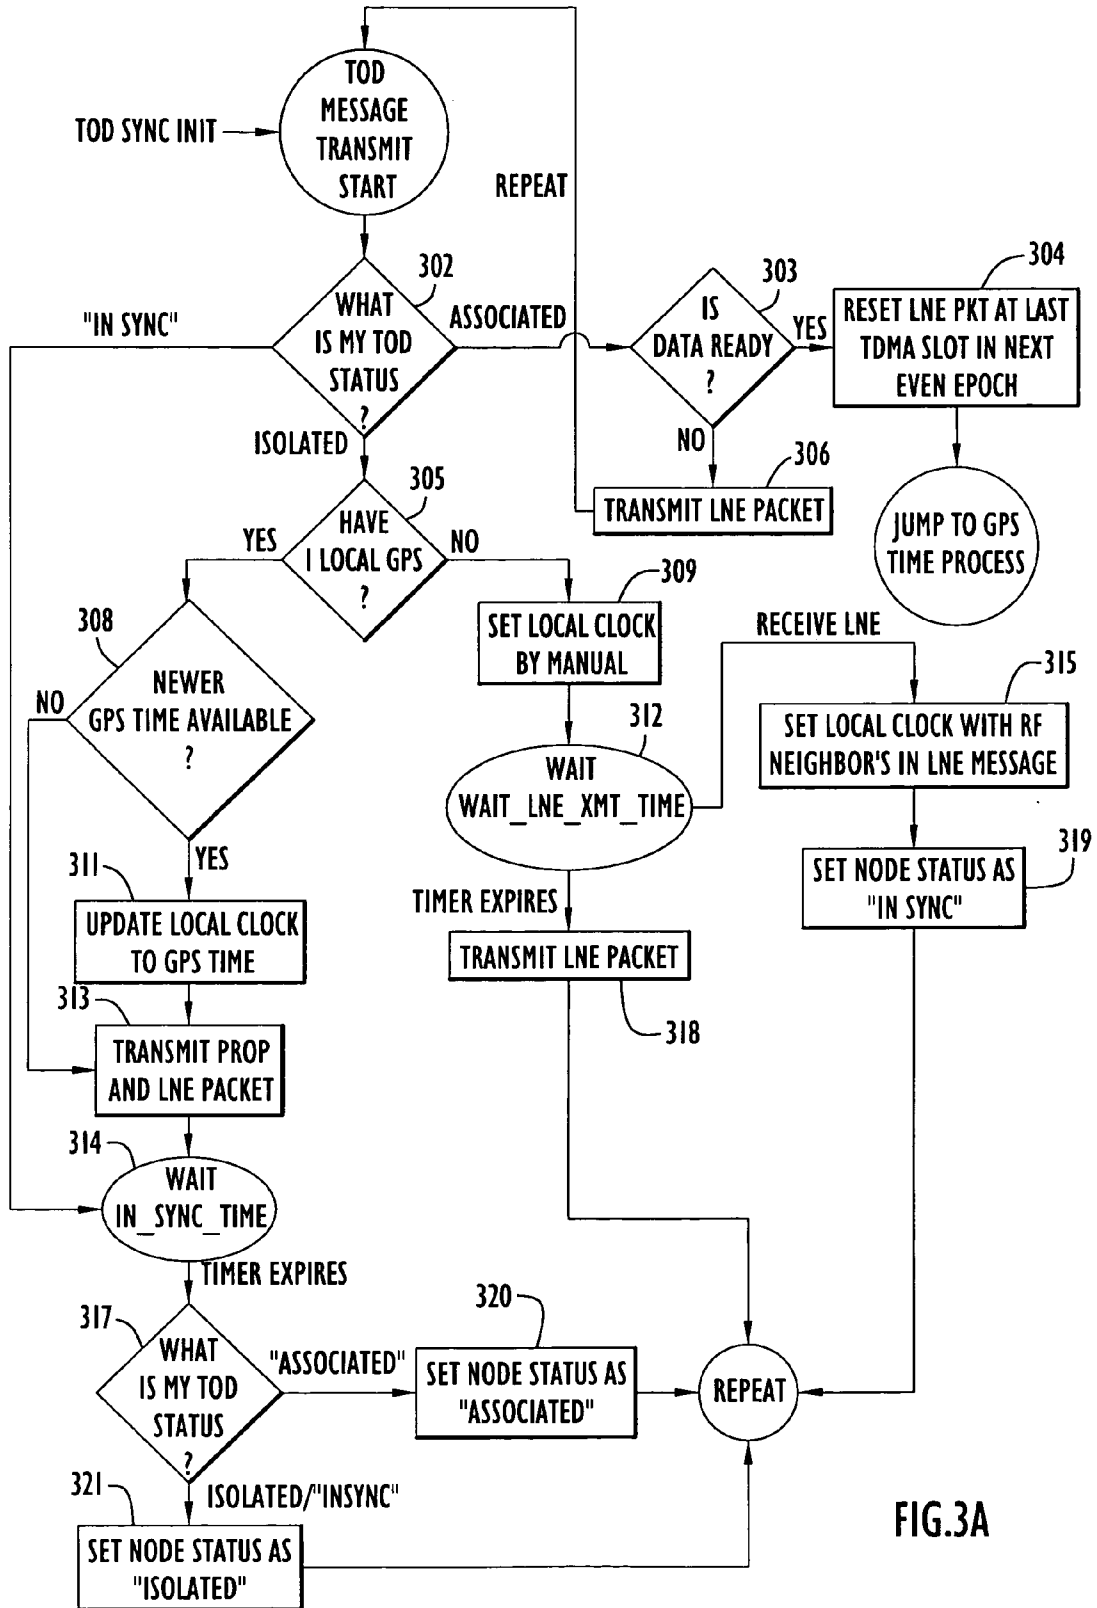 TOD
MESSAGE
TRANSMIT
START
TOD SYNC INIT
REPEAT
302
WHAT
IS MY TOD
STATUS
?
"IN SYNC"
ASSOCIATED
ISOLATED
303
IS
DATA READY
?
YES
NO
304
RESET LNE PKT AT LAST
TDMA SLOT IN NEXT
EVEN EPOCH
306
TRANSMIT LNE PACKET
JUMP TO GPS
TIME PROCESS
305
HAVE
I LOCAL GPS
?
YES
NO
308
NEWER
GPS TIME AVAILABLE
?
NO
YES
309
SET LOCAL CLOCK
BY MANUAL
RECEIVE LNE
312
WAIT
WAIT_LNE_XMT_TIME
315
SET LOCAL CLOCK WITH RF
NEIGHBOR'S IN LNE MESSAGE
319
SET NODE STATUS AS
"IN SYNC"
TIMER EXPIRES
TRANSMIT LNE PACKET
318
311
UPDATE LOCAL CLOCK
TO GPS TIME
313
TRANSMIT PROP
AND LNE PACKET
314
WAIT
IN_SYNC_TIME
TIMER EXPIRES
317
WHAT
IS MY TOD
STATUS
?
"ASSOCIATED"
320
SET NODE STATUS AS
"ASSOCIATED"
REPEAT
ISOLATED/"INSYNC"
321
SET NODE STATUS AS
"ISOLATED"
FIG.3A